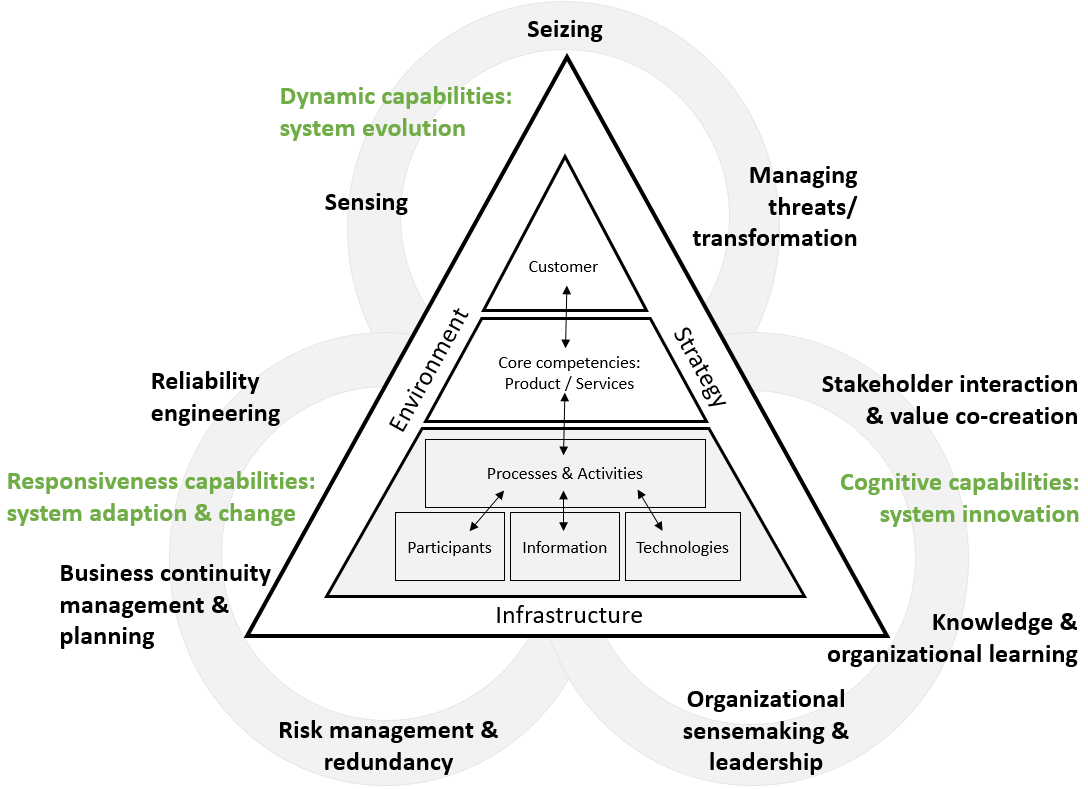 Seizing
Dynamic capabilities:
system evolution
Sensing
Managing
threats/
transformation
Customer
Environment
Strategy
Core competencies:
Product / Services
Reliability
engineering
Stakeholder interaction
& value co-creation
Responsiveness capabilities:
system adaption & change
Cognitive capabilities:
system innovation
Processes & Activities
Participants
Information
Technologies
Business continuity
management &
planning
Infrastructure
Knowledge &
organizational learning
Risk management &
redundancy
Organizational
sensemaking &
leadership